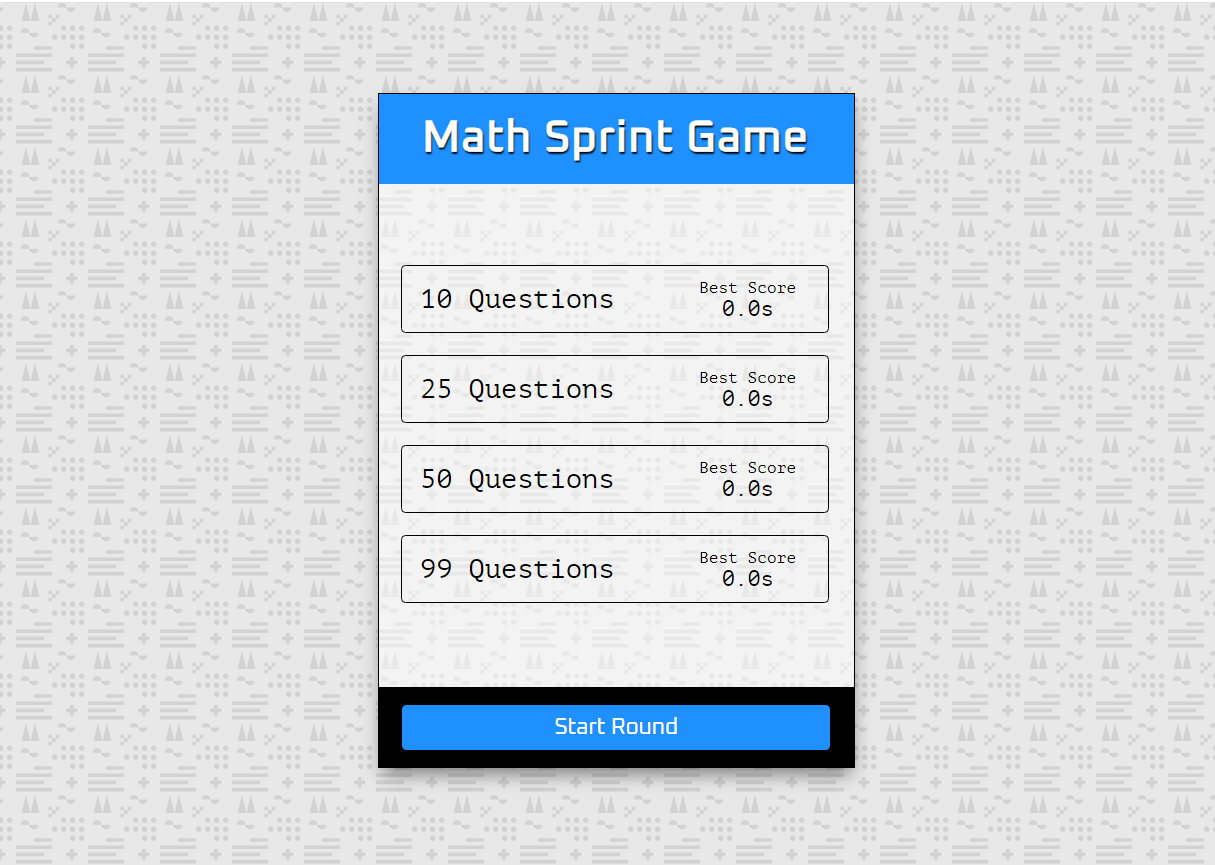 Math Sprint Game
10 Questions
Best Score
0.0s
25 Questions
Best Score
0.0s
50 Questions
Best Score
0.0s
99 Questions
Best Score
0.0s
Start Round